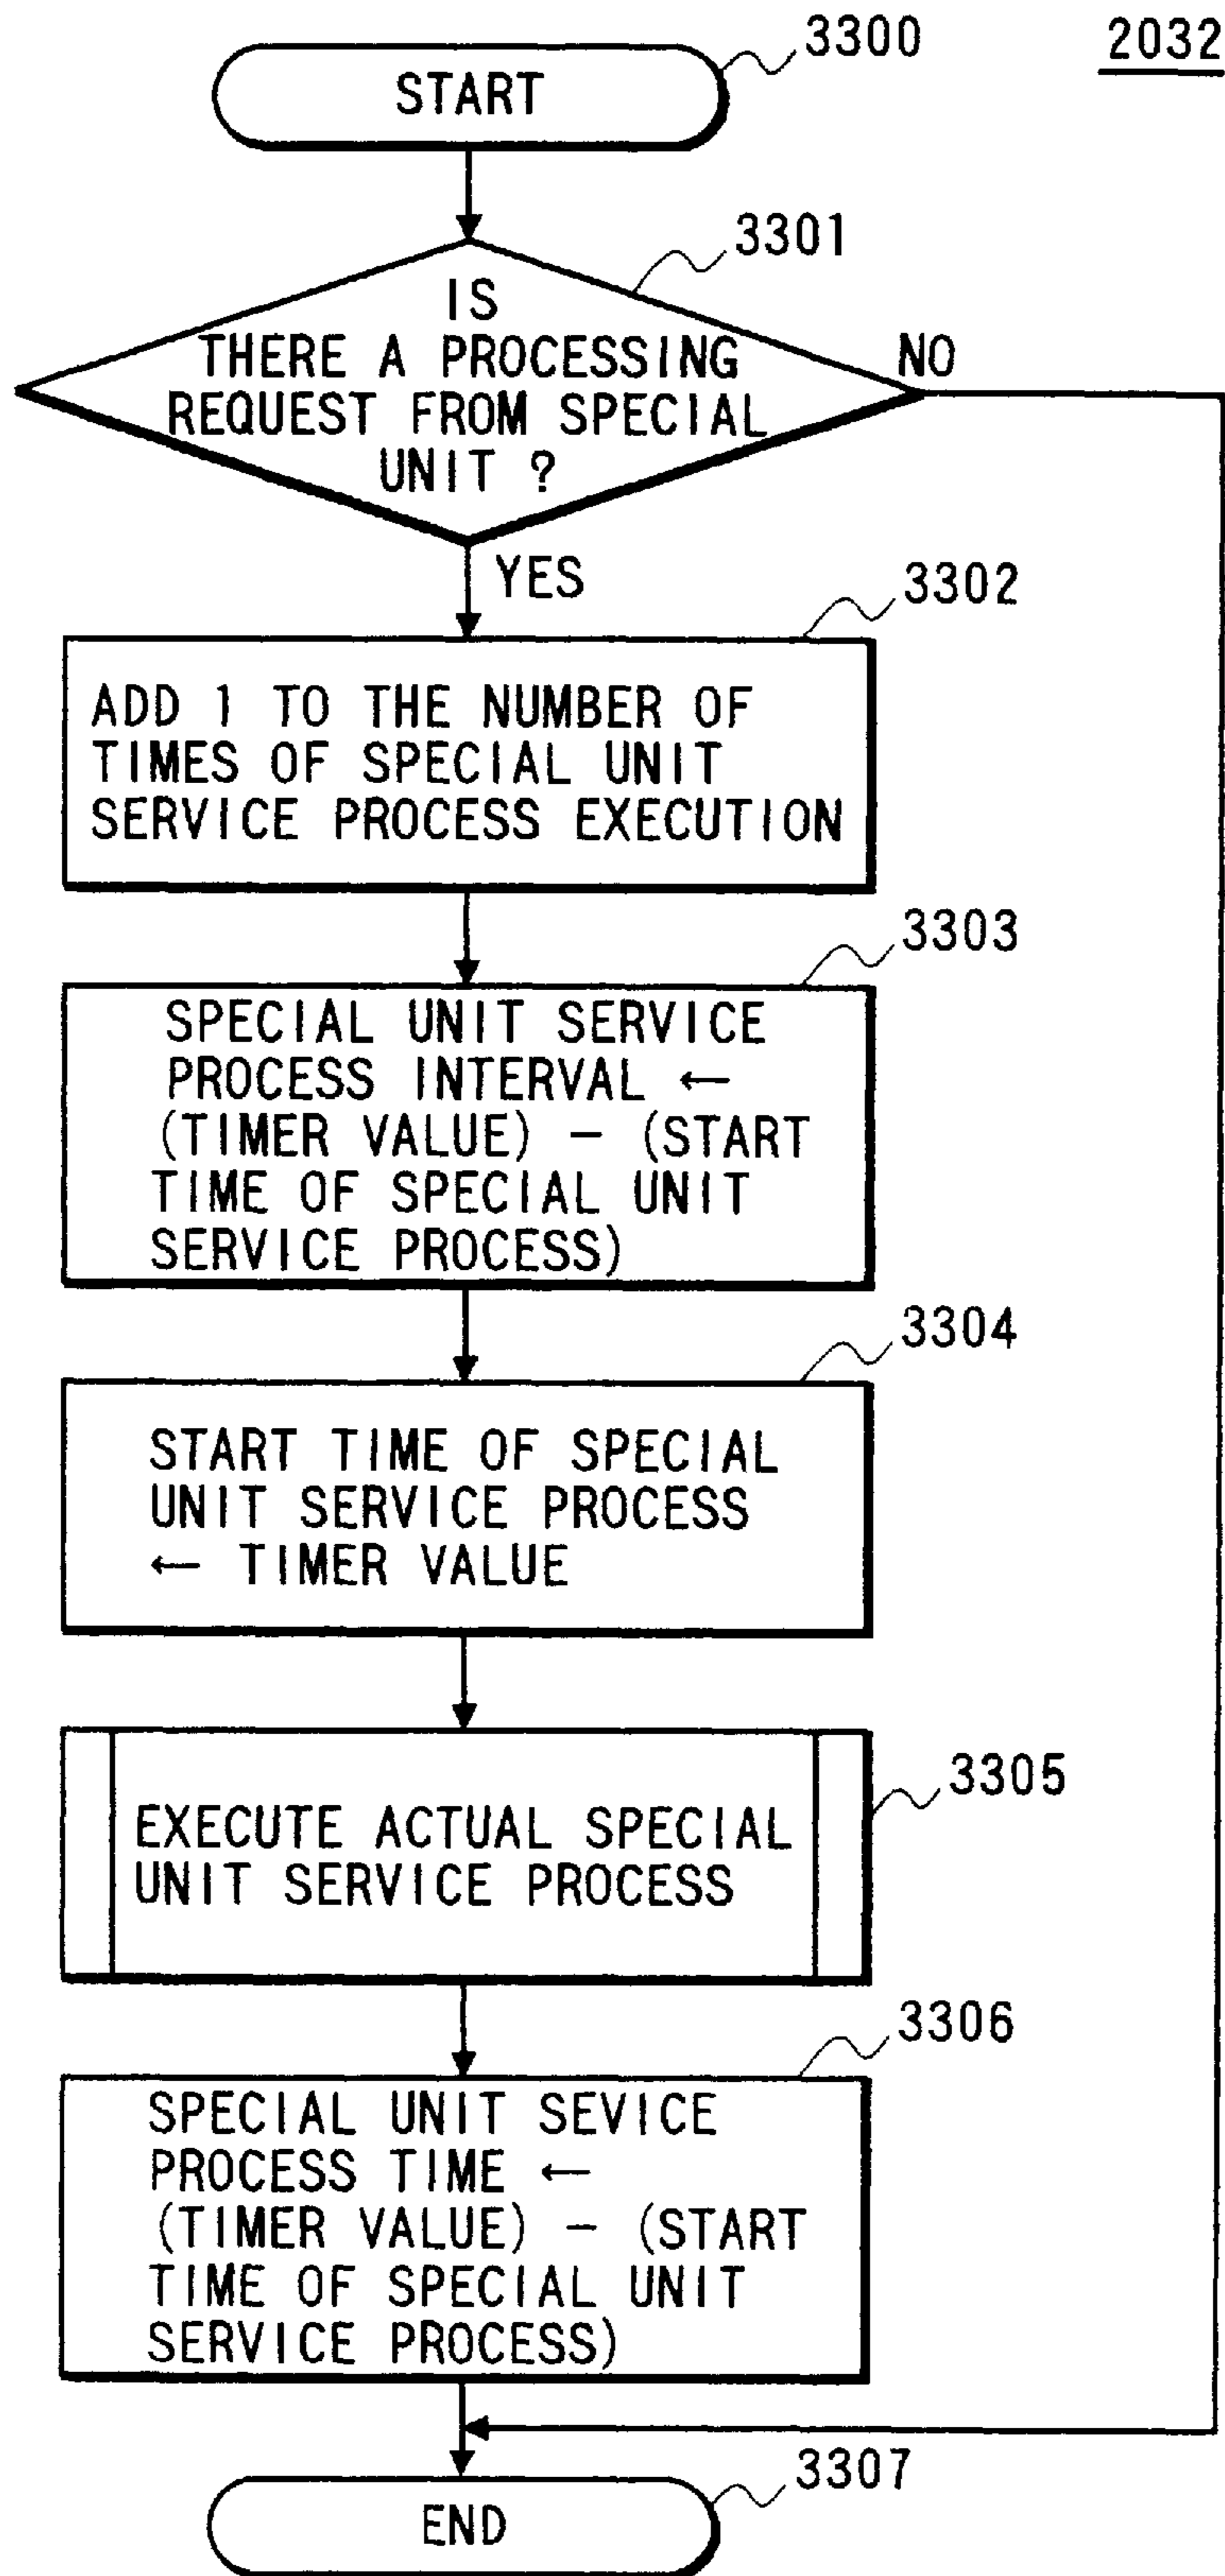 3300
2032
START
3301
IS
THERE A PROCESSING
REQUEST FROM SPECIAL
UNIT ?
NO
YES
3302
ADD 1 TO THE NUMBER OF
TIMES OF SPECIAL UNIT
SERVICE PROCESS EXECUTION
3303
SPECIAL UNIT SERVICE
PROCESS INTERVAL ←
(TIMER VALUE) – (START
TIME OF SPECIAL UNIT
SERVICE PROCESS)
3304
START TIME OF SPECIAL
UNIT SERVICE PROCESS
← TIMER VALUE
3305
EXECUTE ACTUAL SPECIAL
UNIT SERVICE PROCESS
3306
SPECIAL UNIT SEVICE
PROCESS TIME ←
(TIMER VALUE) – (START
TIME OF SPECIAL UNIT
SERVICE PROCESS)
3307
END